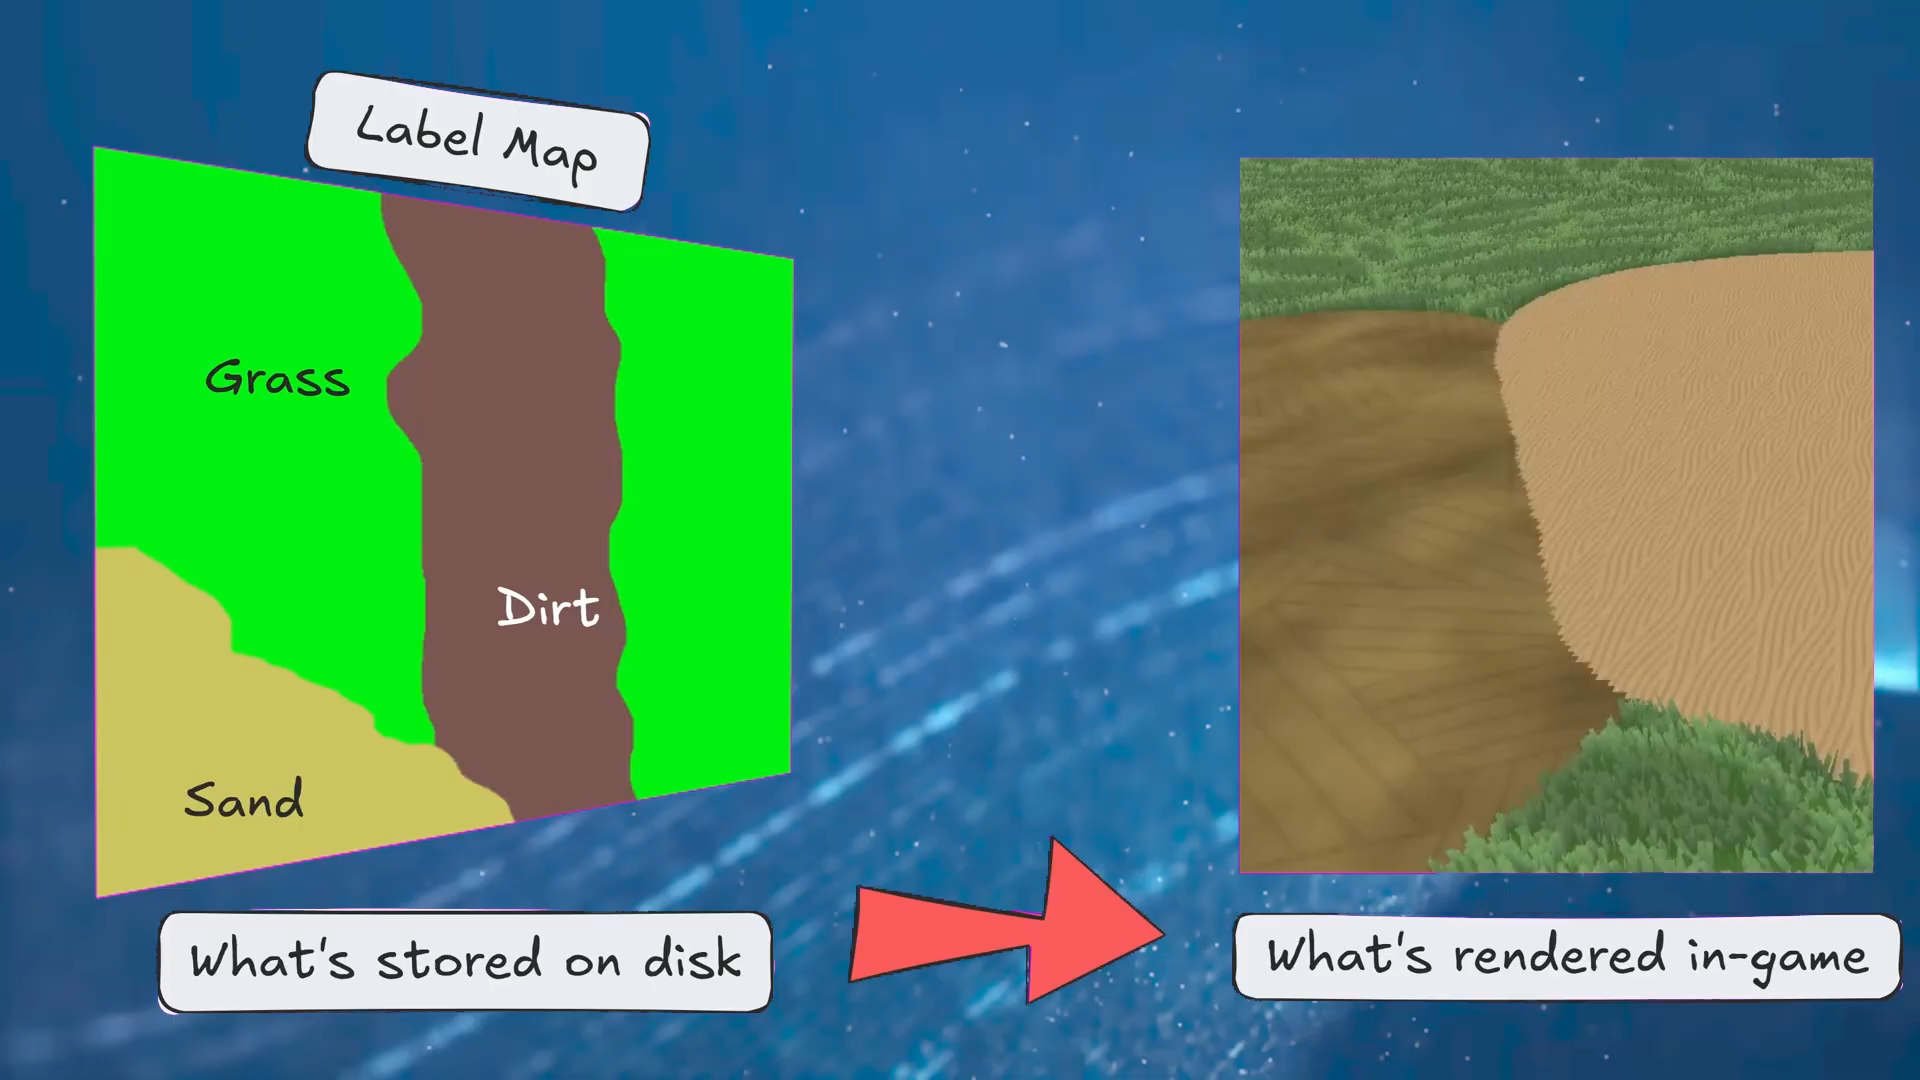 Label Map
Grass
Dirt
Sand
What's stored on disk
What's rendered in-game